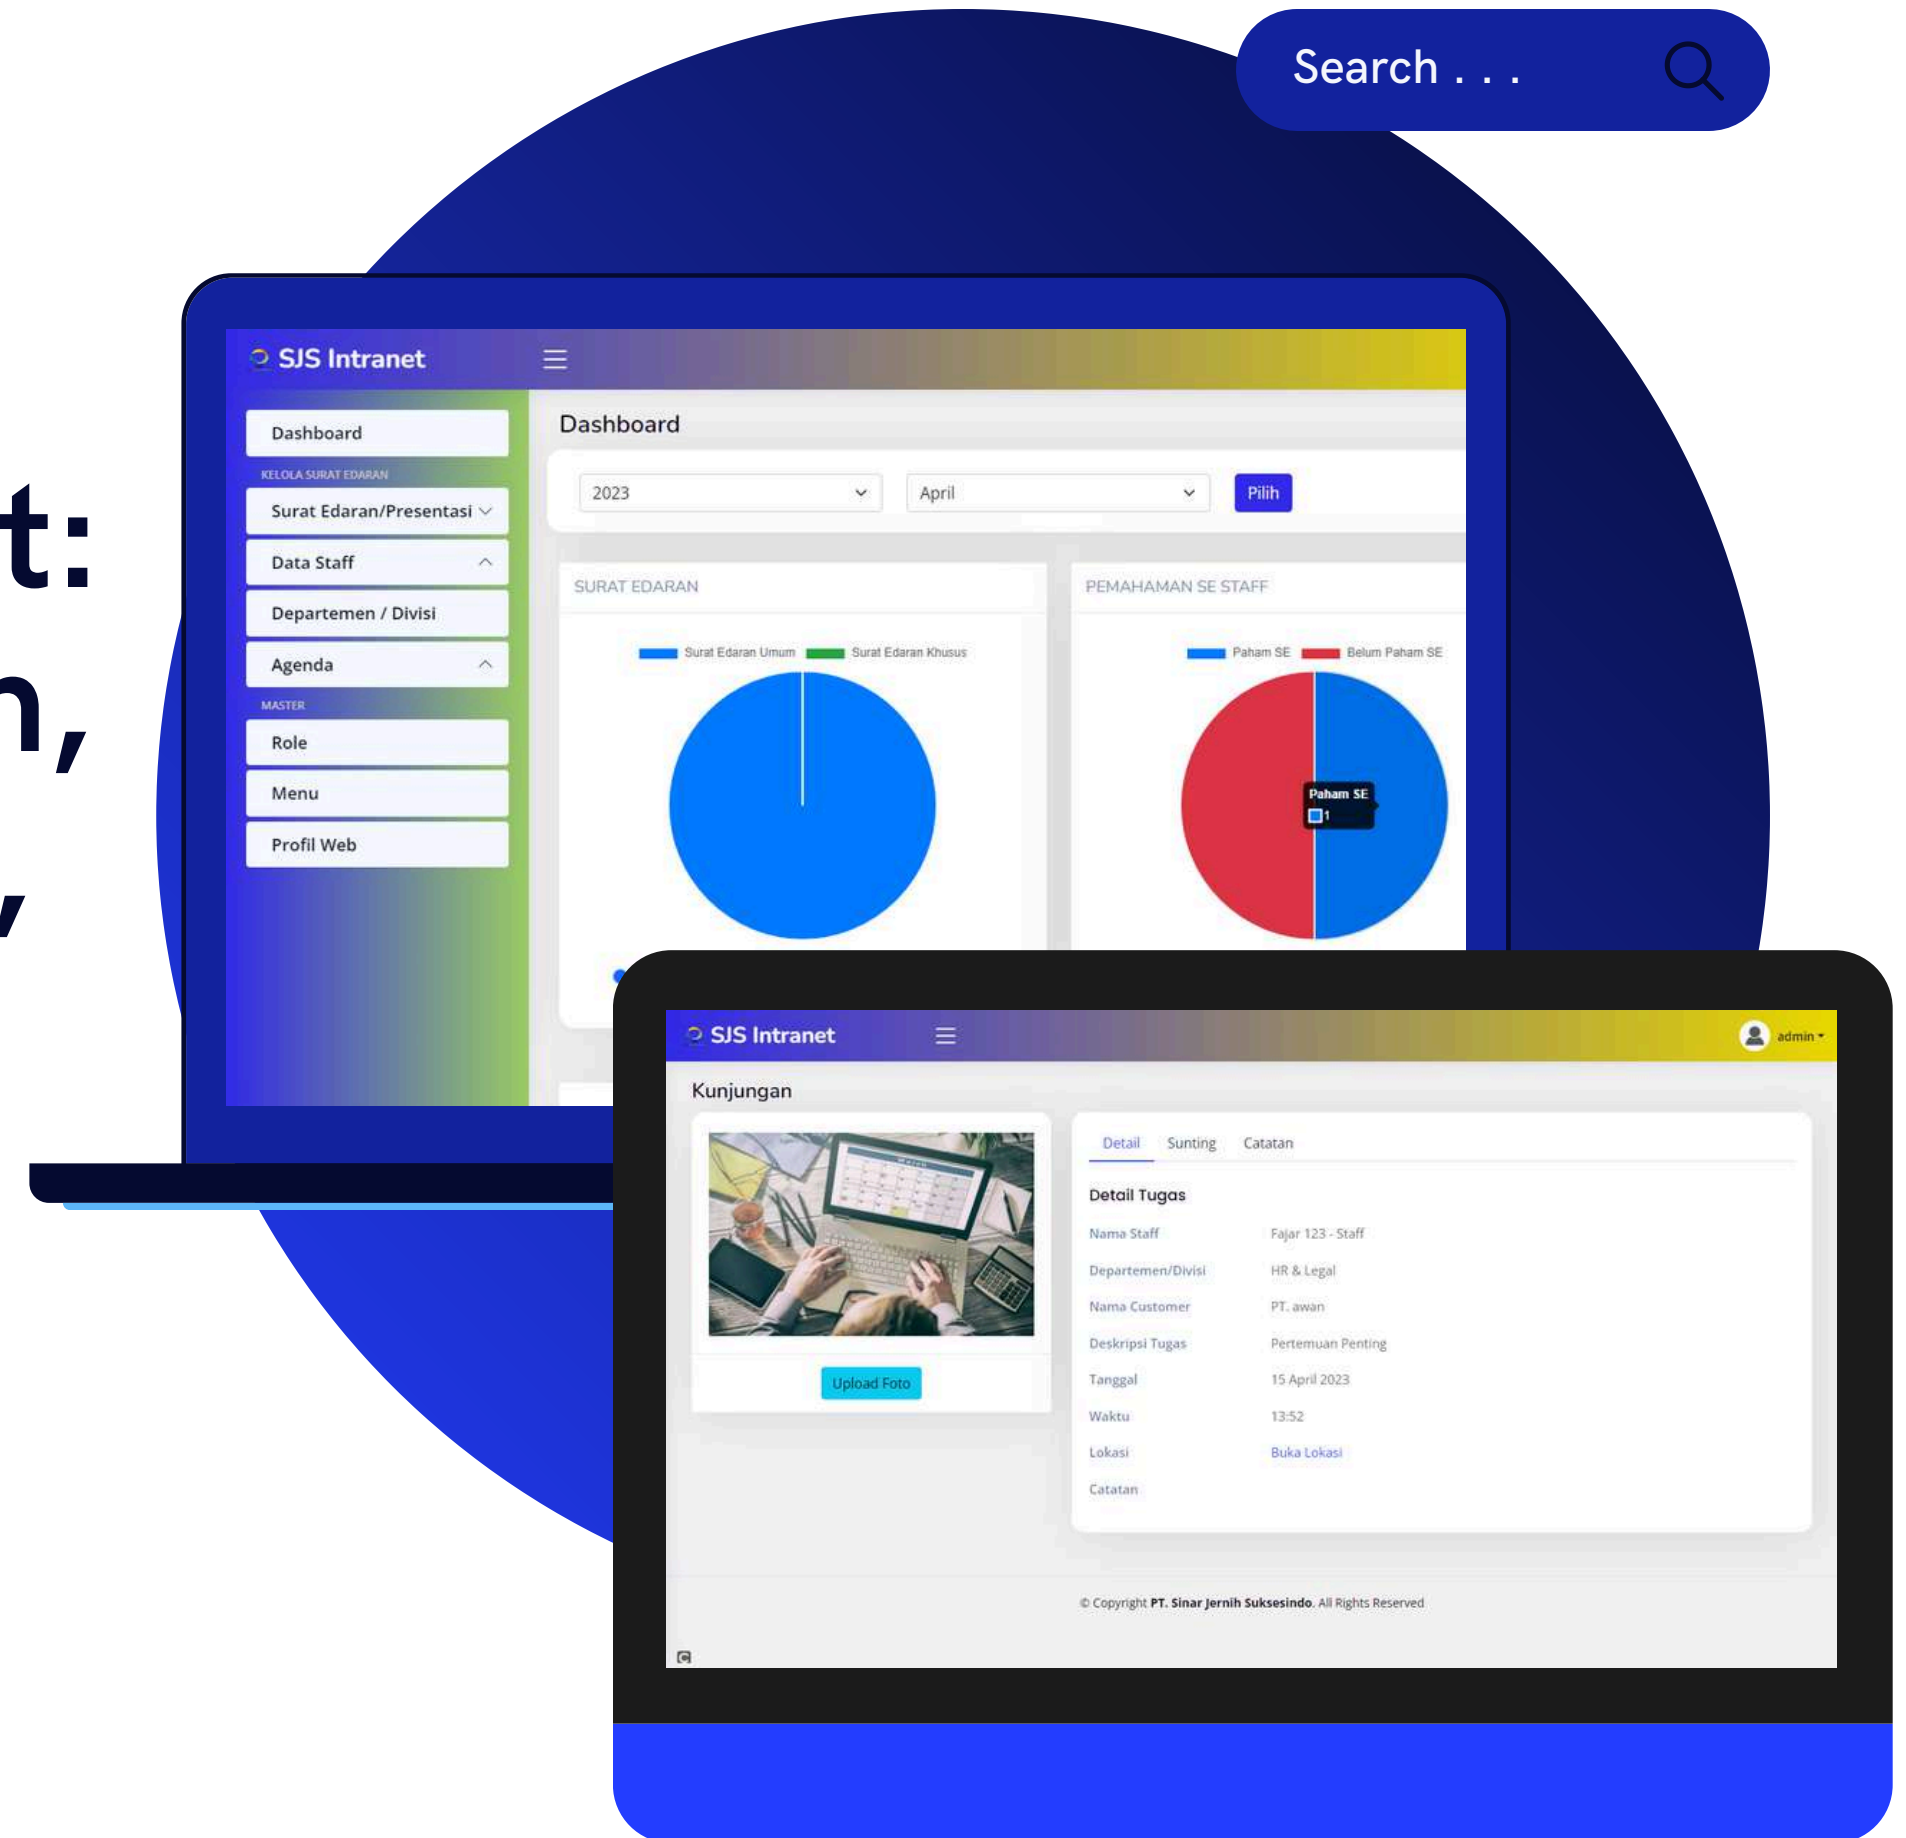 Search . . .
t:
n,
,
SJS Intranet
Dashboard
KELOLA SURAT EDARAN
Surat Edaran/Presentasi
Data Staff
Departemen / Divisi
Agenda
MASTER
Role
Menu
Profil Web
Dashboard
2023
April
Pilih
SURAT EDARAN
Surat Edaran Umum
Surat Edaran Khusus
PEMAHAMAN SE STAFF
Paham SE
Belum Paham SE
Paham SE
1
SJS Intranet
admin
Kunjungan
Upload Foto
Detail Sunting Catatan
Detail Tugas
Nama Staff Fajar 123 - Staff
Departemen/Divisi HR & Legal
Nama Customer PT. awan
Deskripsi Tugas Pertemuan Penting
Tanggal 15 April 2023
Waktu 13:52
Lokasi Buka Lokasi
Catatan
© Copyright PT. Sinar Jernih Suksesindo. All Rights Reserved